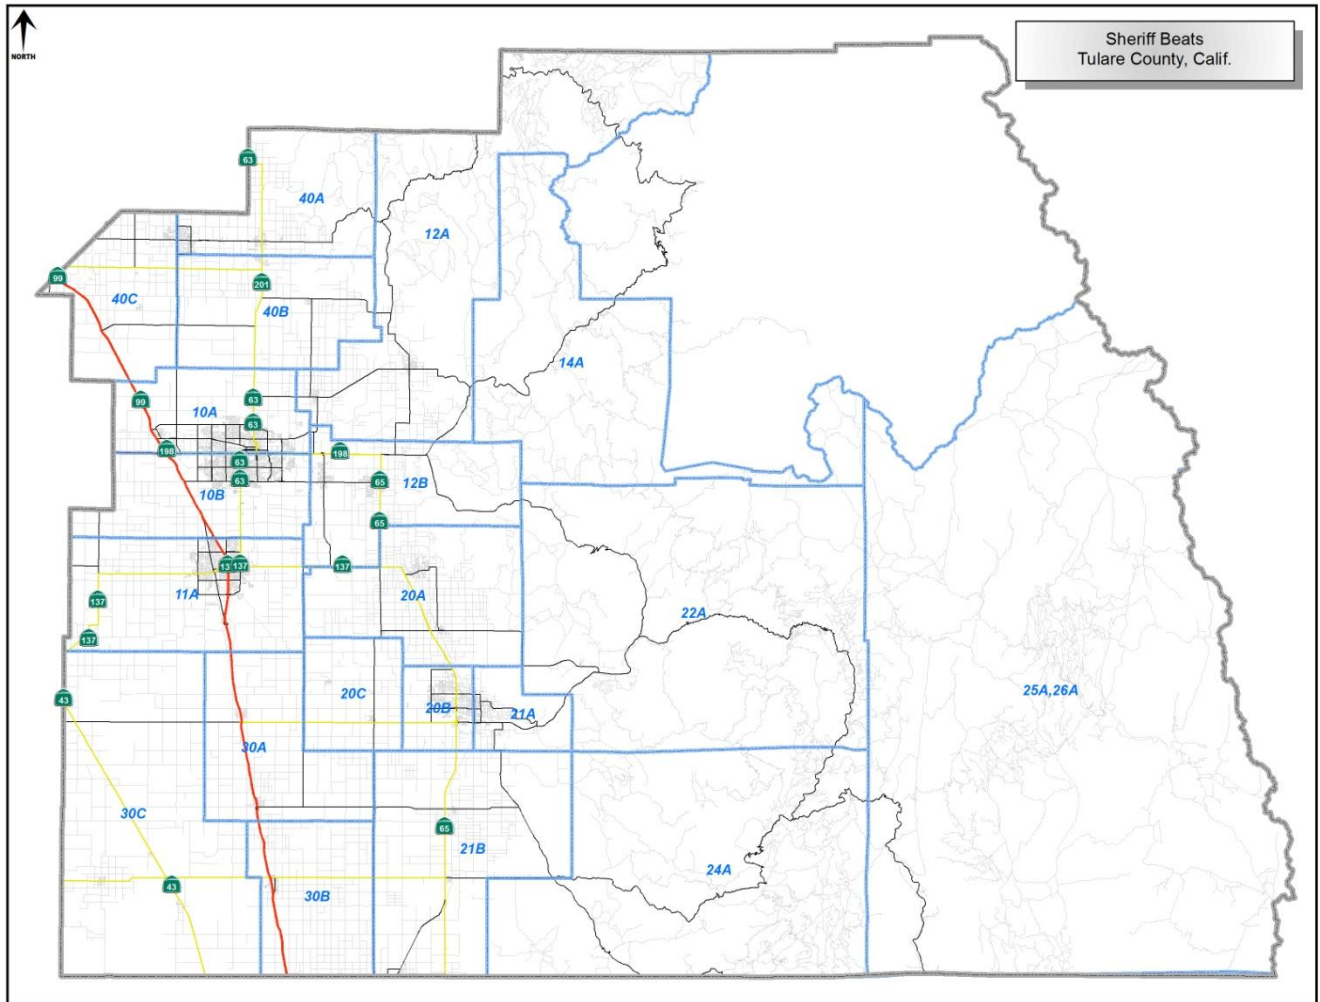 NORTH
Sheriff Beats
Tulare County, Calif.
63
40A
12A
99
201
40C
40B
14A
63
99
10A
63
198
198
63
65
12B
63
10B
65
137
137
137
20A
11A
22A
137
25A,26A
20C
43
20B
21A
30A
30C
65
21B
24A
43
30B